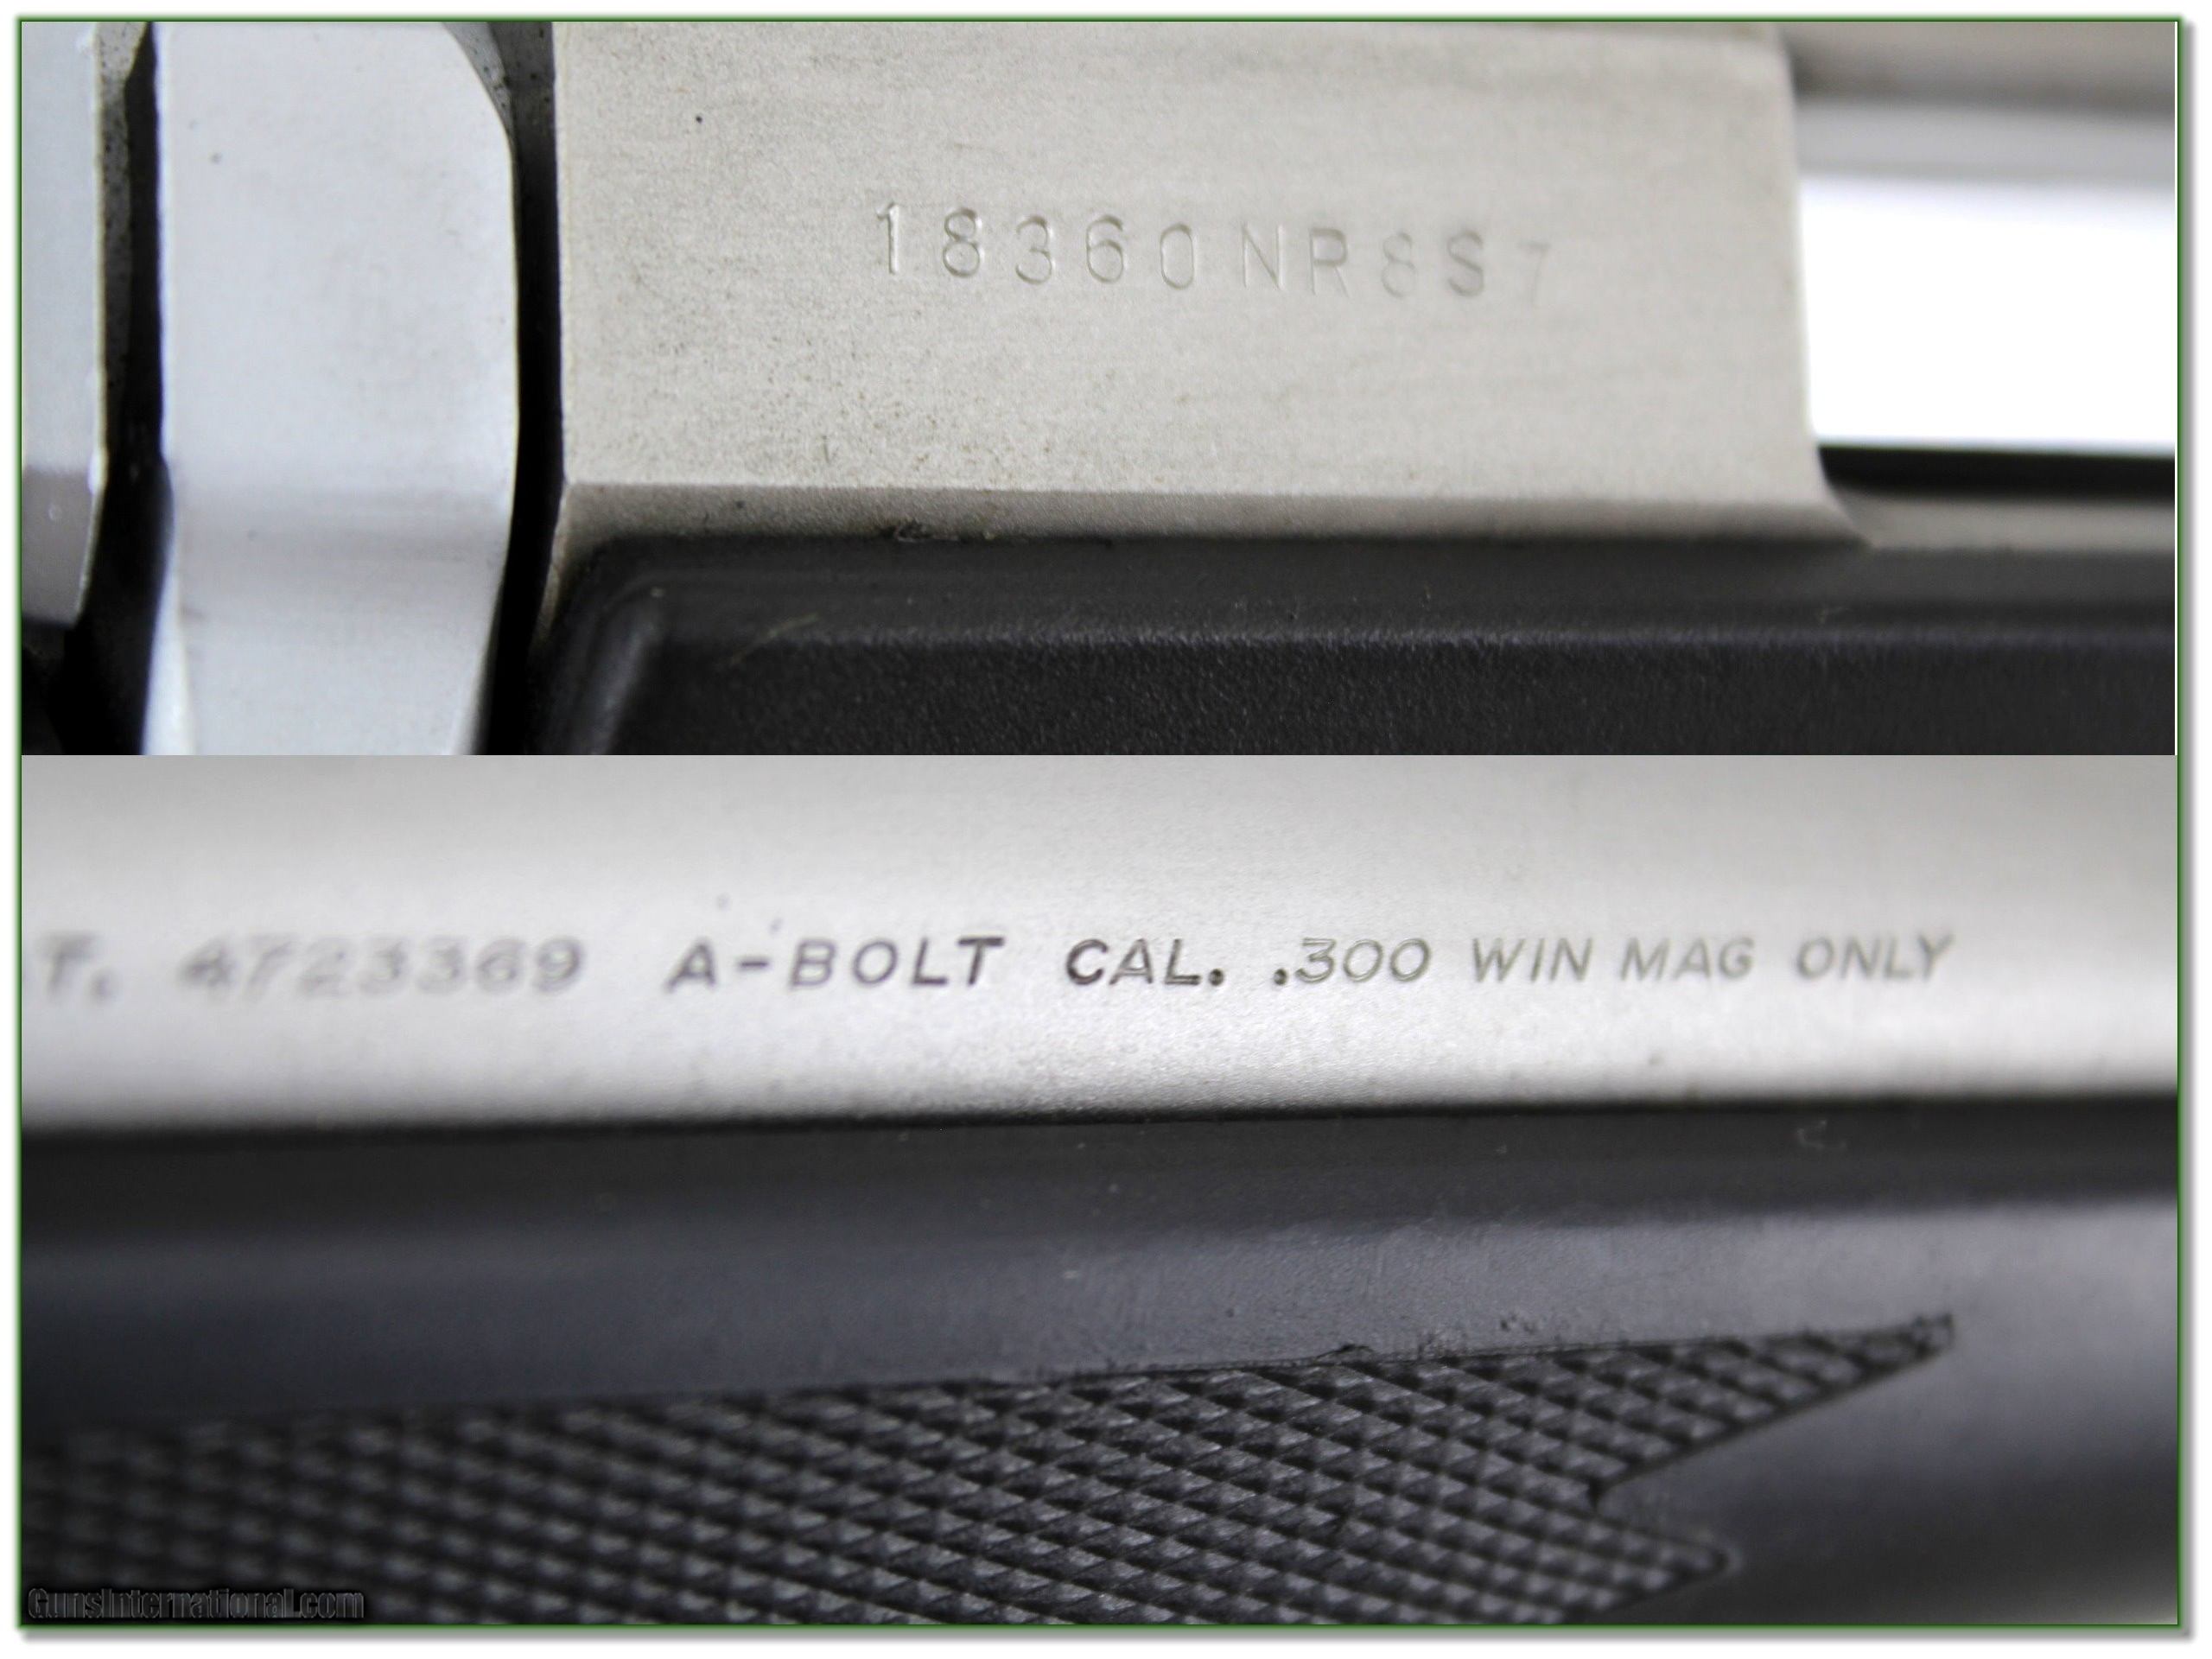 18360NR8S7
T. 4723369 A-BOLT CAL. .300 WIN MAG ONLY
GunsInternational.com